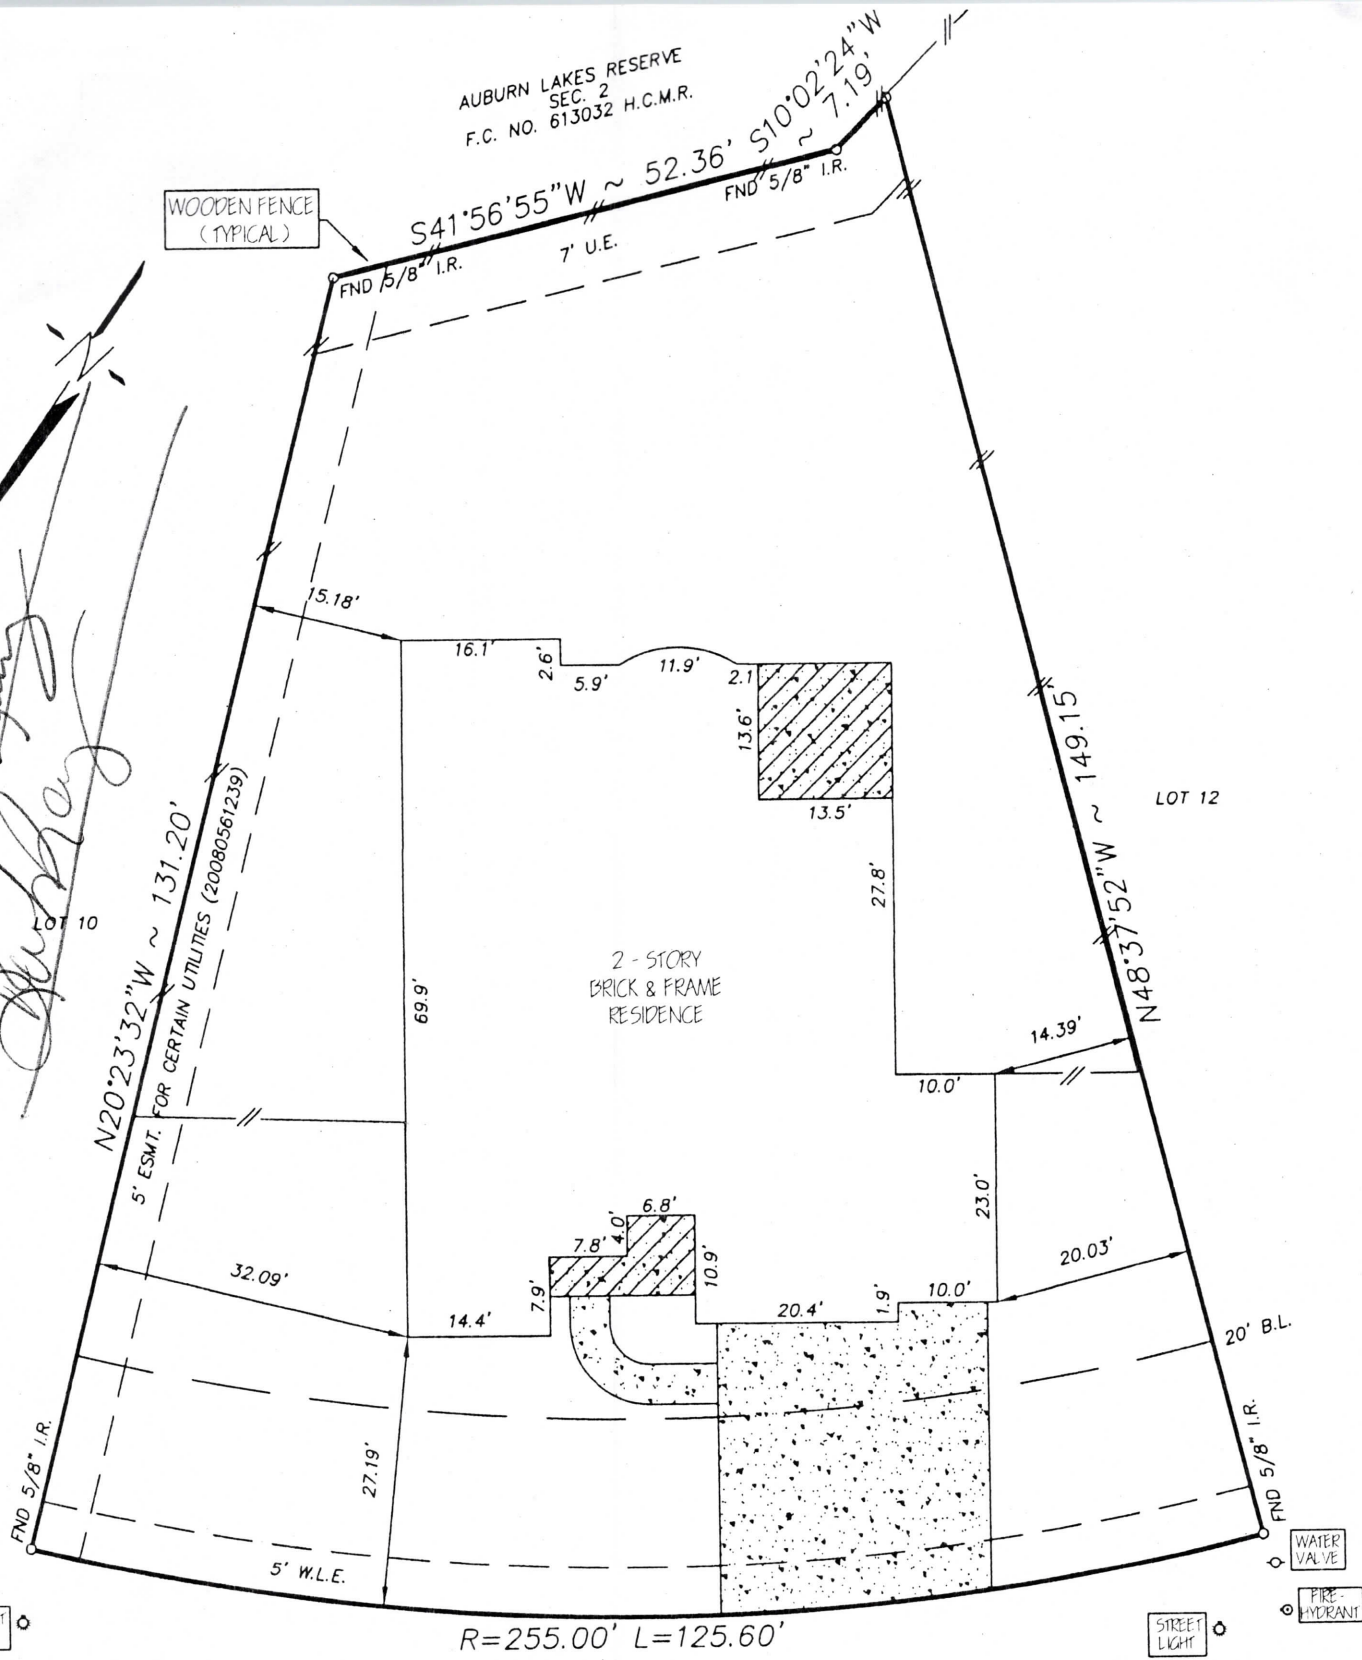 AUBURN LAKES RESERVE
SEC. 2
F.C. NO. 613032 H.C.M.R.
S10°02'24"W
~ 7.19'
S41°56'55"W ~ 52.36'
WOODEN FENCE
(TYPICAL)
FND 5/8" I.R.
FND 5/8" I.R.
7' U.E.
15.18'
16.1'
2.6'
5.9'
11.9'
2.1
13.6'
13.5'
27.8'
N48°37'52"W ~ 149.15'
LOT 12
LOT 10
N20°23'32"W ~ 131.20'
5' ESMT. FOR CERTAIN UTILITIES (20080561239)
69.9'
2 - STORY
BRICK & FRAME
RESIDENCE
14.39'
10.0'
23.0'
6.8'
4.0'
7.8'
7.9'
10.9'
32.09'
14.4'
20.4'
1.9'
10.0'
20.03'
20' B.L.
27.19'
FND 5/8" I.R.
FND 5/8" I.R.
5' W.L.E.
R=255.00' L=125.60'
WATER
VALVE
FIRE-
HYDRANT
STREET
LIGHT